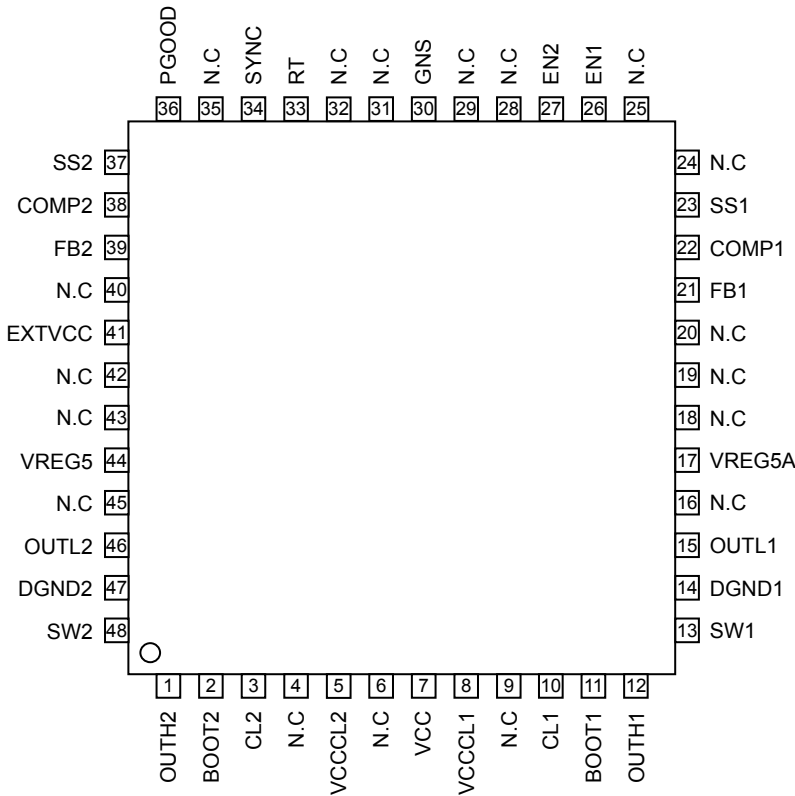 PGOOD N.C SYNC RT N.C N.C GNS N.C N.C EN2 EN1 N.C
36 35 34 33 32 31 30 29 28 27 26 25
SS2 37 24 N.C
COMP2 38 23 SS1
FB2 39 22 COMP1
N.C 40 21 FB1
EXTVCC 41 20 N.C
N.C 42 19 N.C
N.C 43 18 N.C
VREG5 44 17 VREG5A
N.C 45 16 N.C
OUTL2 46 15 OUTL1
DGND2 47 14 DGND1
SW2 48 13 SW1
1 2 3 4 5 6 7 8 9 10 11 12
OUTH2 BOOT2 CL2 N.C VCCCL2 N.C VCC VCCCL1 N.C CL1 BOOT1 OUTH1